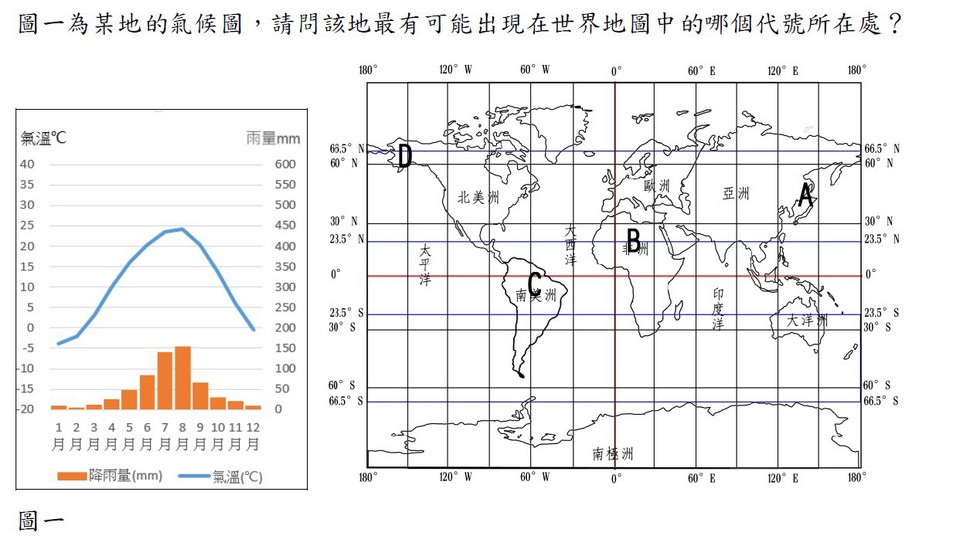 圖一為某地的氣候圖，請問該地最有可能出現在世界地圖中的哪個代號所在處？
180° 120° W 60° W 0° 60° E 120° E 180°
氣溫℃ 雨量mm
40 600
35 550
30 500
25 450
20 400
15 350
10 300
5 250
0 200
-5 150
-10 100
-15 50
-20 0
1月 2月 3月 4月 5月 6月 7月 8月 9月 10月 11月 12月
降雨量(mm) 氣溫(℃)
66.5° N D 66.5° N
60° N 60° N
北美洲 歐洲 亞洲 A
30° N 30° N
23.5° N 大西洋 B 非洲 23.5° N
太平洋
0° 0°
C
南美洲 印度洋
23.5° S 大洋洲 23.5° S
30° S 30° S
60° S 60° S
66.5° S 66.5° S
南極洲
180° 120° W 60° W 0° 60° E 120° E 180°
圖一